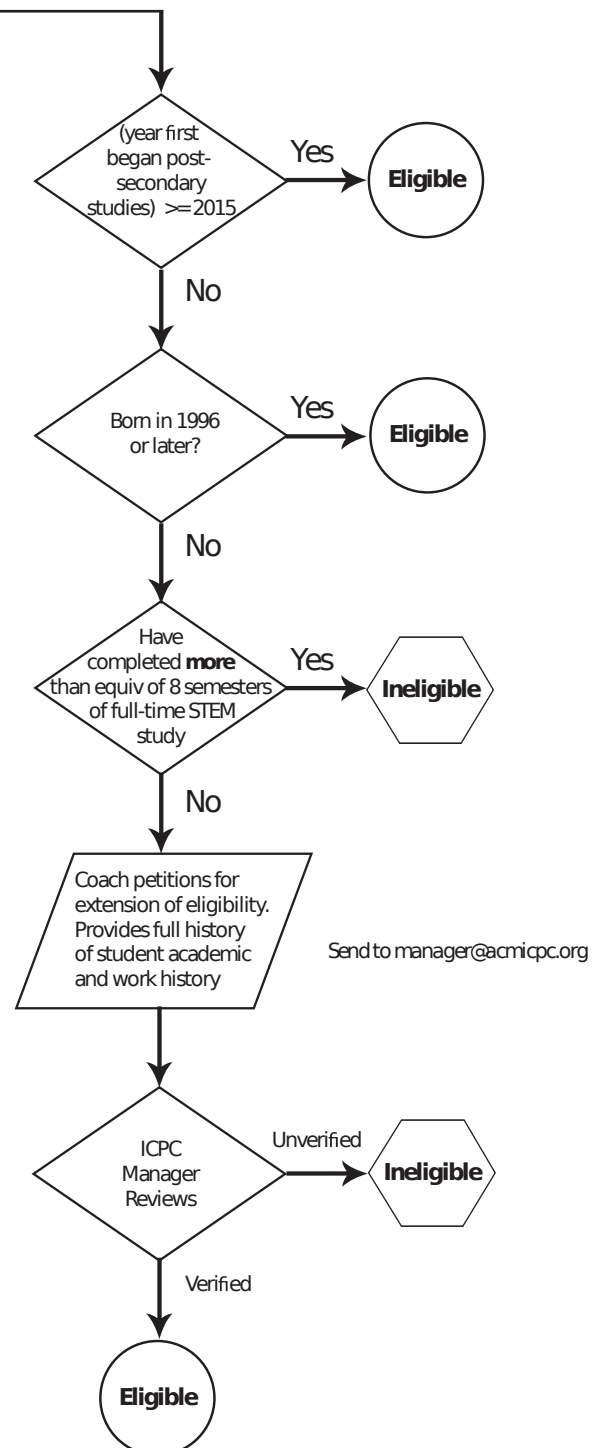 (year first
began post-
secondary
studies) >= 2015
Yes
Eligible
No
Born in 1996
or later?
Yes
Eligible
No
Have
completed more
than equiv of 8 semesters
of full-time STEM
study
Yes
Ineligible
No
Coach petitions for
extension of eligibility.
Provides full history
of student academic
and work history
Send to manager@acmicpc.org
ICPC
Manager
Reviews
Unverified
Ineligible
Verified
Eligible